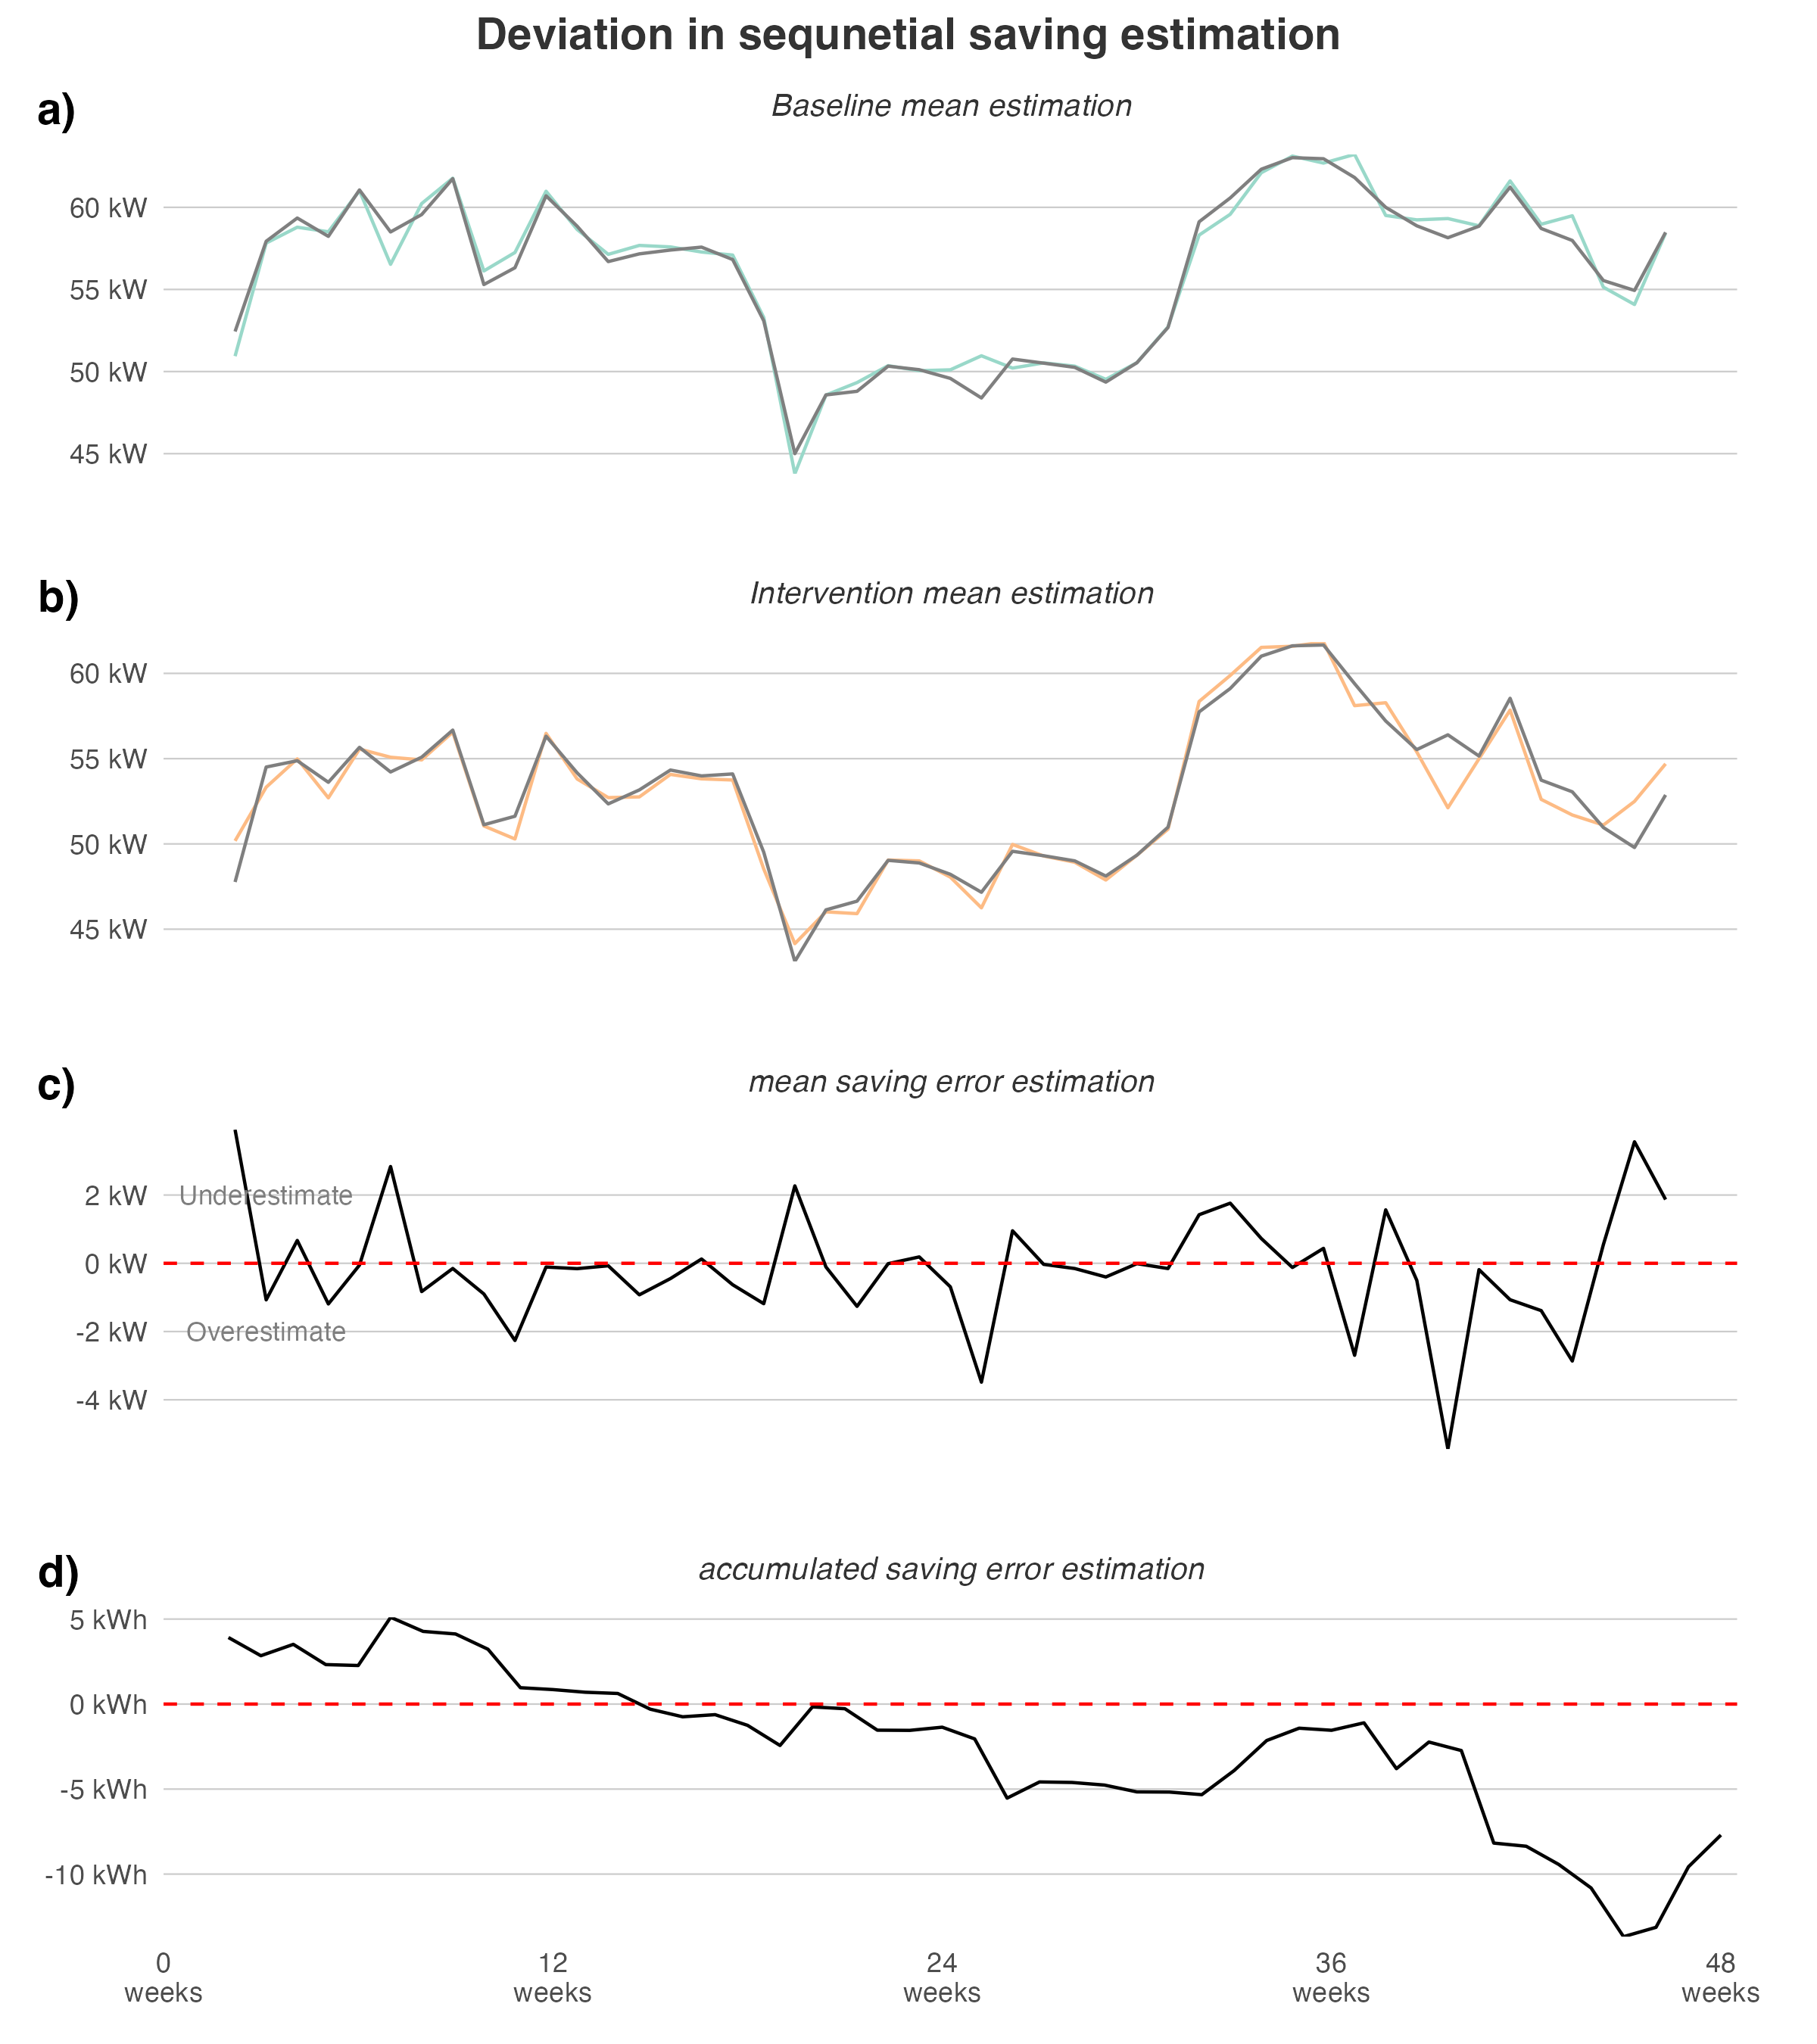 Deviation in sequnetial saving estimation
a)
Baseline mean estimation
60 kW
55 kW
50 kW
45 kW
b)
Intervention mean estimation
60 kW
55 kW
50 kW
45 kW
c)
mean saving error estimation
2 kW
Underestimate
0 kW
-2 kW
Overestimate
-4 kW
d)
accumulated saving error estimation
5 kWh
0 kWh
-5 kWh
-10 kWh
0 12 24 36 48
weeks weeks weeks weeks weeks